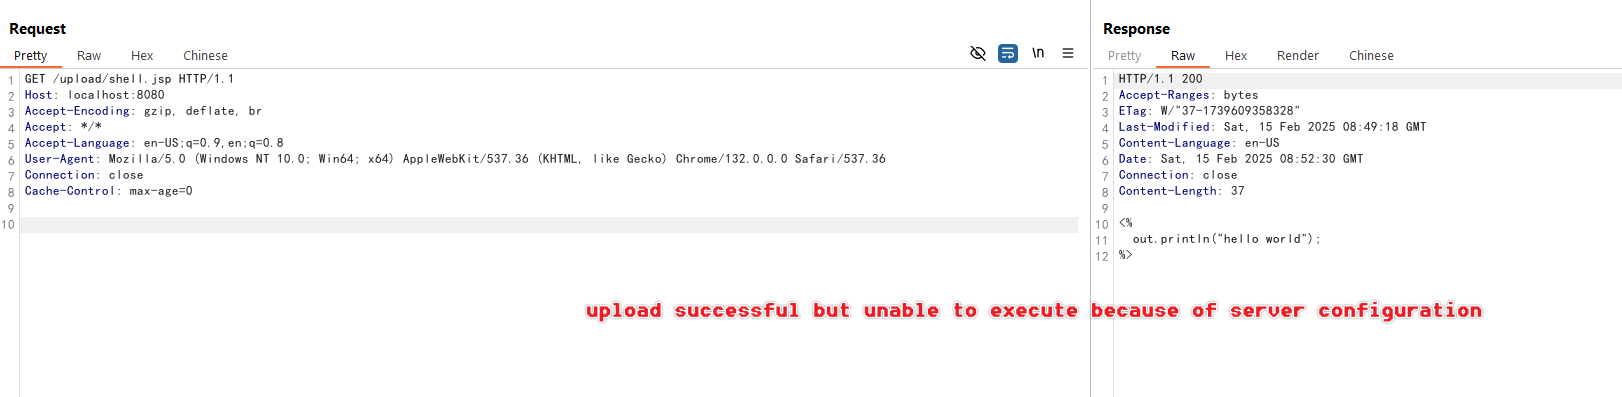 Request
Pretty Raw Hex Chinese \n
1 GET /upload/shell.jsp HTTP/1.1
2 Host: localhost:8080
3 Accept-Encoding: gzip, deflate, br
4 Accept: */*
5 Accept-Language: en-US;q=0.9,en;q=0.8
6 User-Agent: Mozilla/5.0 (Windows NT 10.0; Win64; x64) AppleWebKit/537.36 (KHTML, like Gecko) Chrome/132.0.0.0 Safari/537.36
7 Connection: close
8 Cache-Control: max-age=0
9
10
Response
Pretty Raw Hex Render Chinese
1 HTTP/1.1 200
2 Accept-Ranges: bytes
3 ETag: W/"37-1739609358328"
4 Last-Modified: Sat, 15 Feb 2025 08:49:18 GMT
5 Content-Language: en-US
6 Date: Sat, 15 Feb 2025 08:52:30 GMT
7 Connection: close
8 Content-Length: 37
9
10 <%
11 out.println("hello world");
12 %>
upload successful but unable to execute because of server configuration